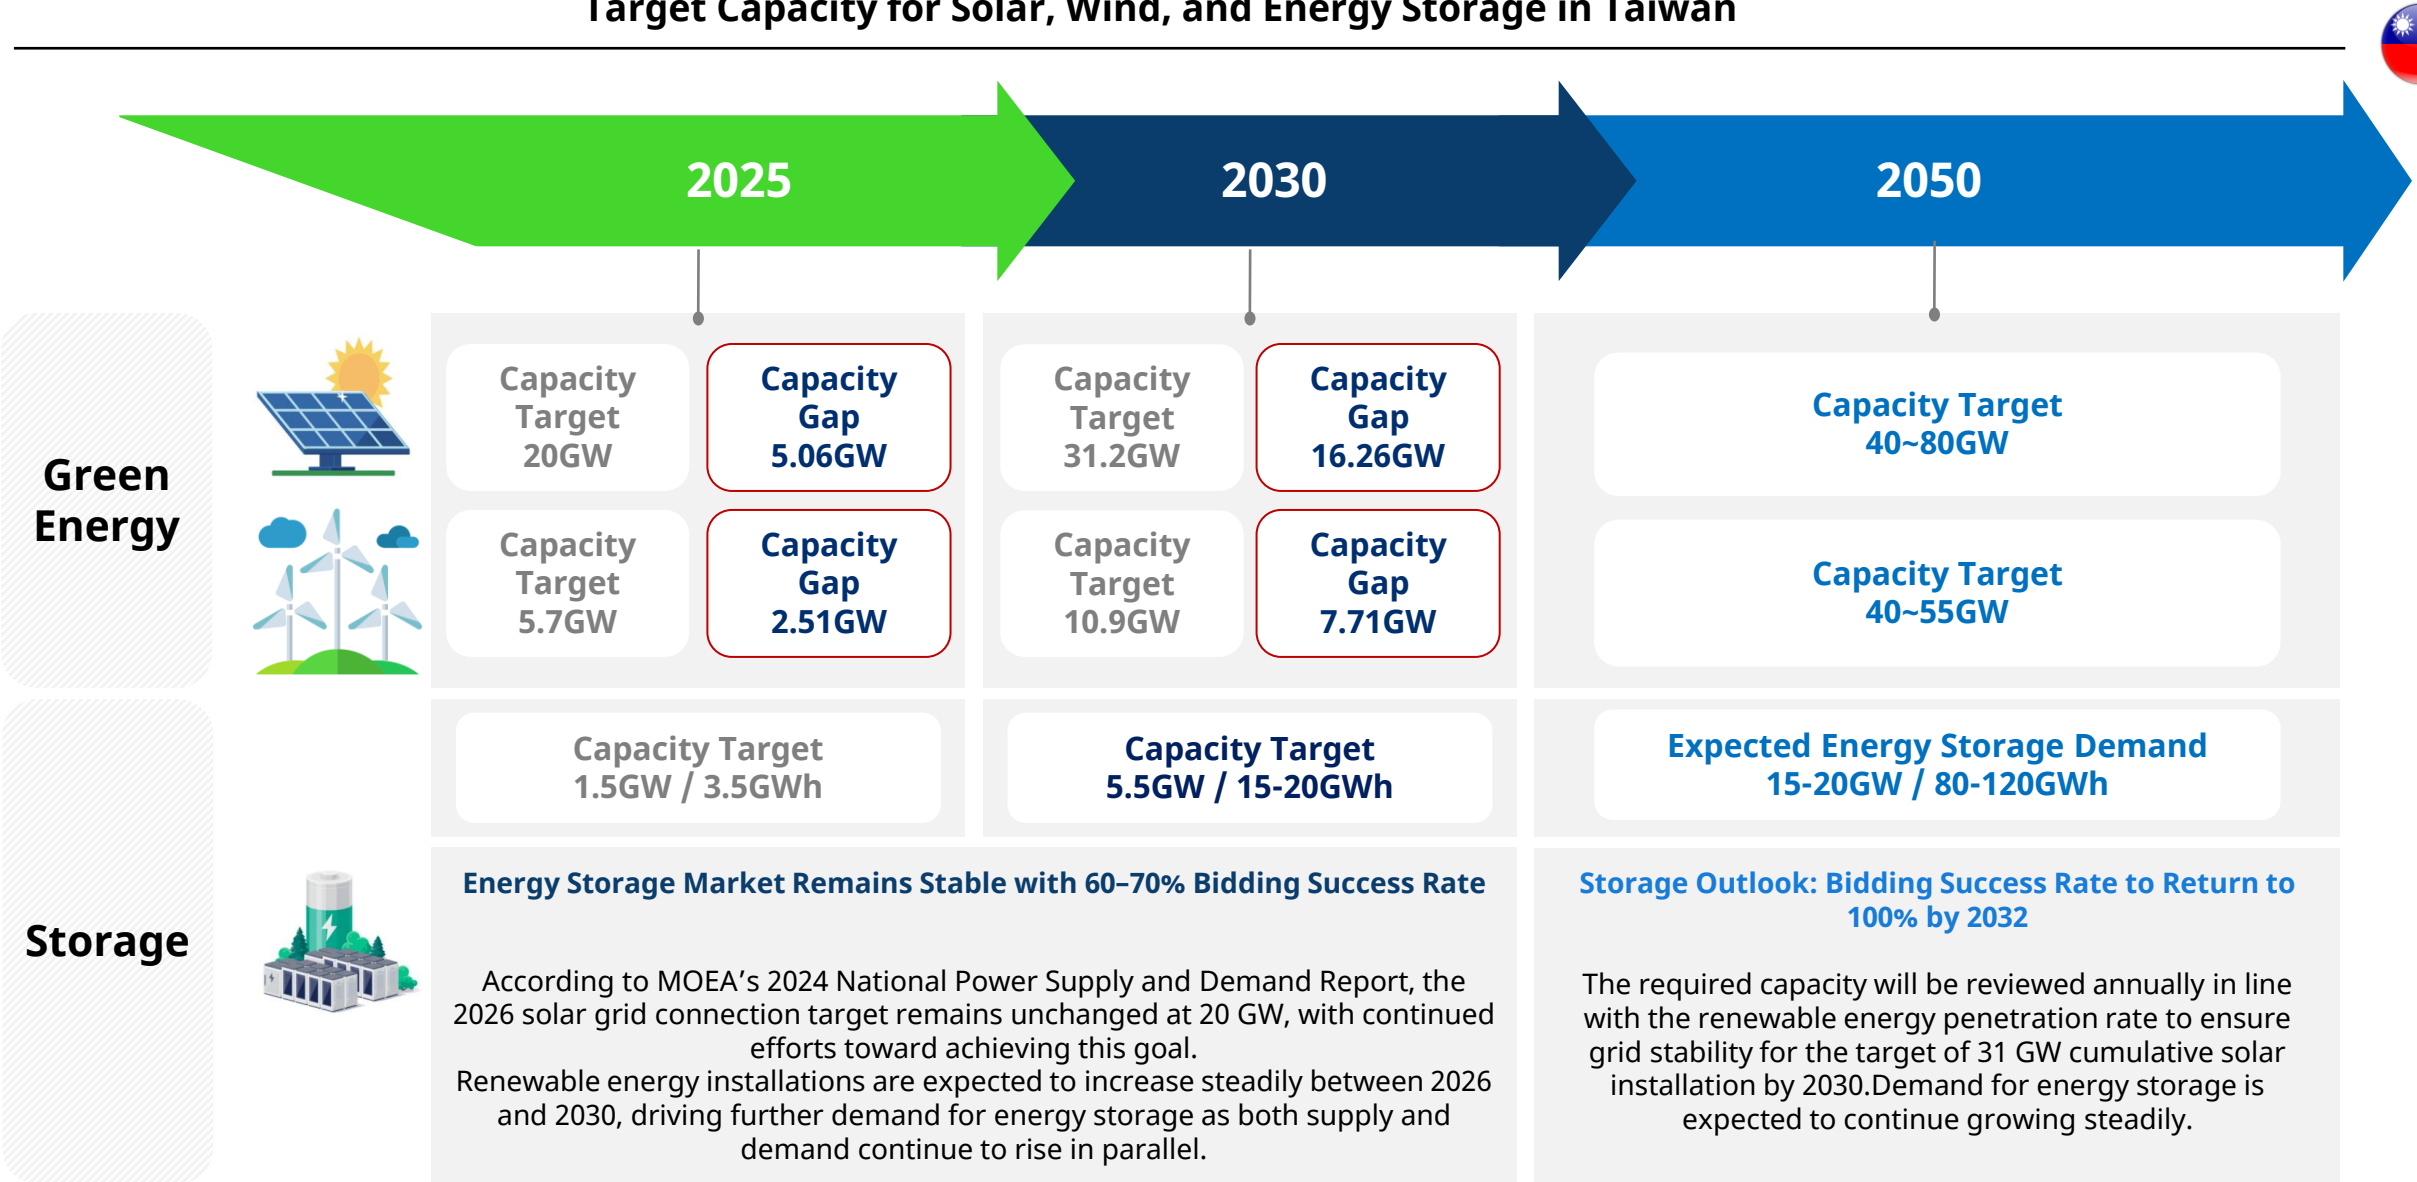 Target Capacity for Solar, Wind, and Energy Storage in Taiwan
2025
2030
2050
Green
Energy
Capacity
Target
20GW
Capacity
Gap
5.06GW
Capacity
Target
31.2GW
Capacity
Gap
16.26GW
Capacity Target
40~80GW
Capacity
Target
5.7GW
Capacity
Gap
2.51GW
Capacity
Target
10.9GW
Capacity
Gap
7.71GW
Capacity Target
40~55GW
Storage
Capacity Target
1.5GW / 3.5GWh
Capacity Target
5.5GW / 15-20GWh
Expected Energy Storage Demand
15-20GW / 80-120GWh
Energy Storage Market Remains Stable with 60–70% Bidding Success Rate
According to MOEA’s 2024 National Power Supply and Demand Report, the
2026 solar grid connection target remains unchanged at 20 GW, with continued
efforts toward achieving this goal.
Renewable energy installations are expected to increase steadily between 2026
and 2030, driving further demand for energy storage as both supply and
demand continue to rise in parallel.
Storage Outlook: Bidding Success Rate to Return to
100% by 2032
The required capacity will be reviewed annually in line
with the renewable energy penetration rate to ensure
grid stability for the target of 31 GW cumulative solar
installation by 2030.Demand for energy storage is
expected to continue growing steadily.